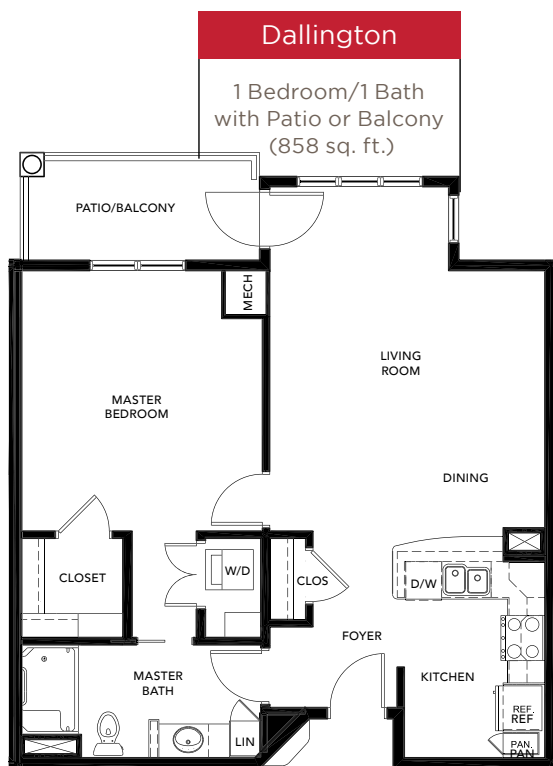 Dallington
1 Bedroom/1 Bath
with Patio or Balcony
(858 sq. ft.)
PATIO/BALCONY
MECH
LIVING
ROOM
MASTER
BEDROOM
DINING
CLOSET
W/D
CLOS
D/W
FOYER
MASTER
BATH
KITCHEN
REF.
REF
LIN
PAN.
PAN